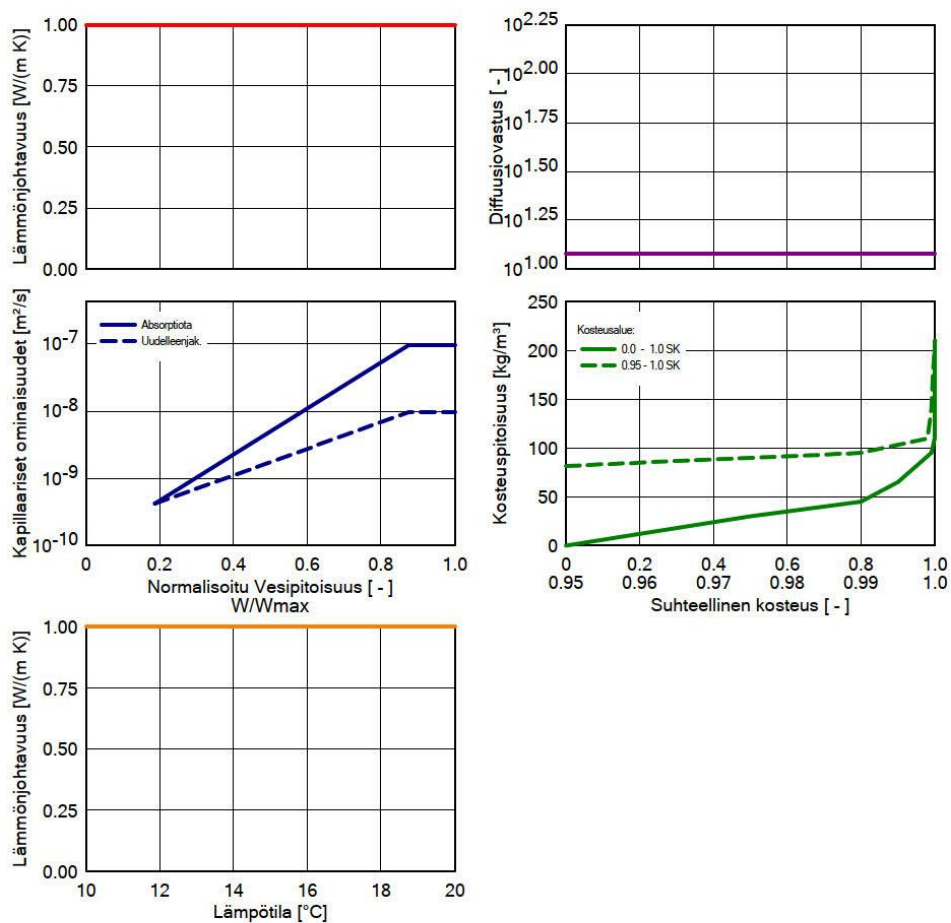 Lämmönjohtavuus [W/(m K)]
1.00
0.75
0.50
0.25
0.00
Diffuusiovastus [ - ]
10^2.25
10^2.00
10^1.75
10^1.50
10^1.25
10^1.00
Kapillaariset ominaisuudet [m²/s]
10^-7
10^-8
10^-9
10^-10
Absorptiota
Uudelleenjak.
0 0.2 0.4 0.6 0.8 1.0
Normalisoitu Vesipitoisuus [ - ]
W/Wmax
Kosteuspitoisuus [kg/m³]
250
200
150
100
50
0
Kosteusalue:
0.0 - 1.0 SK
0.95 - 1.0 SK
0 0.2 0.4 0.6 0.8 1.0
0.95 0.96 0.97 0.98 0.99 1.0
Suhteellinen kosteus [ - ]
Lämmönjohtavuus [W/(m K)]
1.00
0.75
0.50
0.25
0.00
10 12 14 16 18 20
Lämpötila [°C]